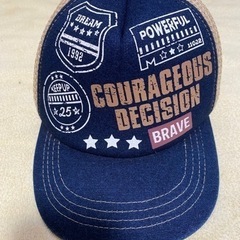 DREAM
1992
POWERFUL
M
KEEP UP
25
COURAGEOUS
DECISION
BRAVE